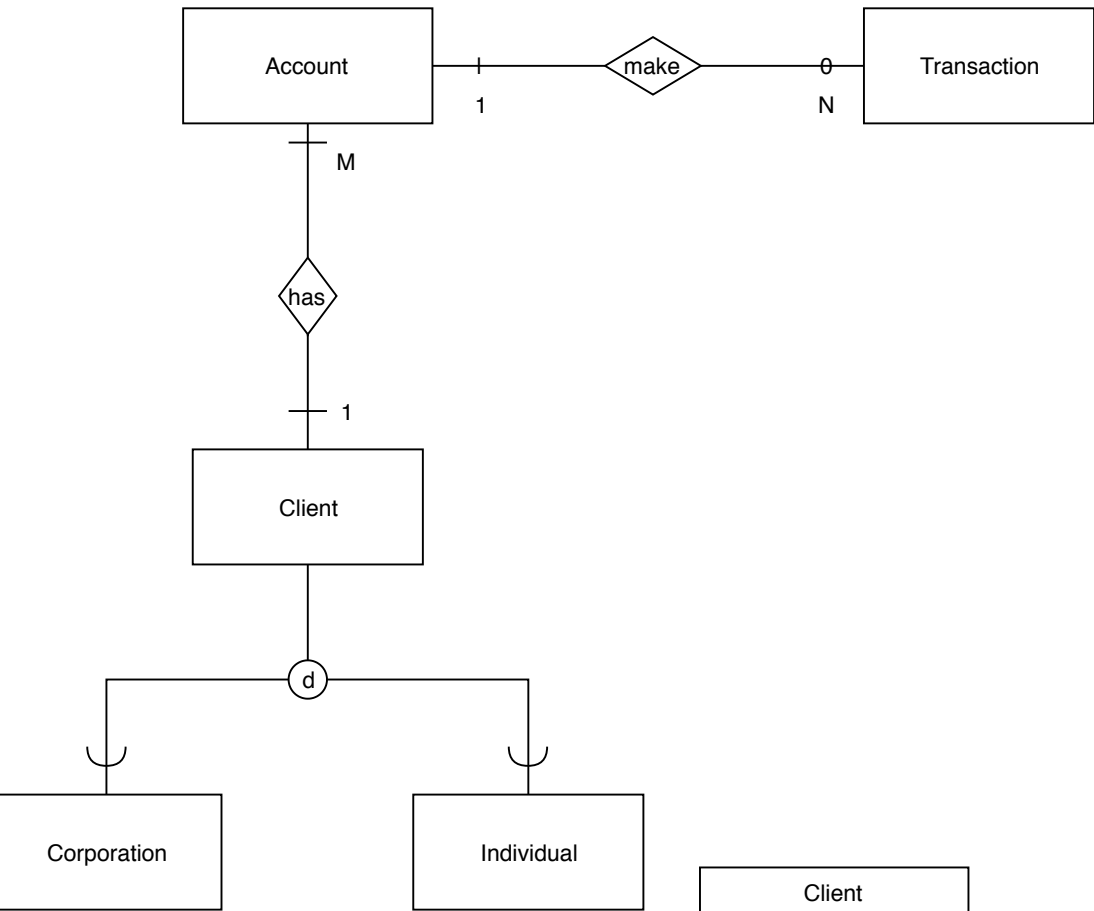 Account
make
0
Transaction
1
N
M
has
1
Client
d
Corporation
Individual
Client